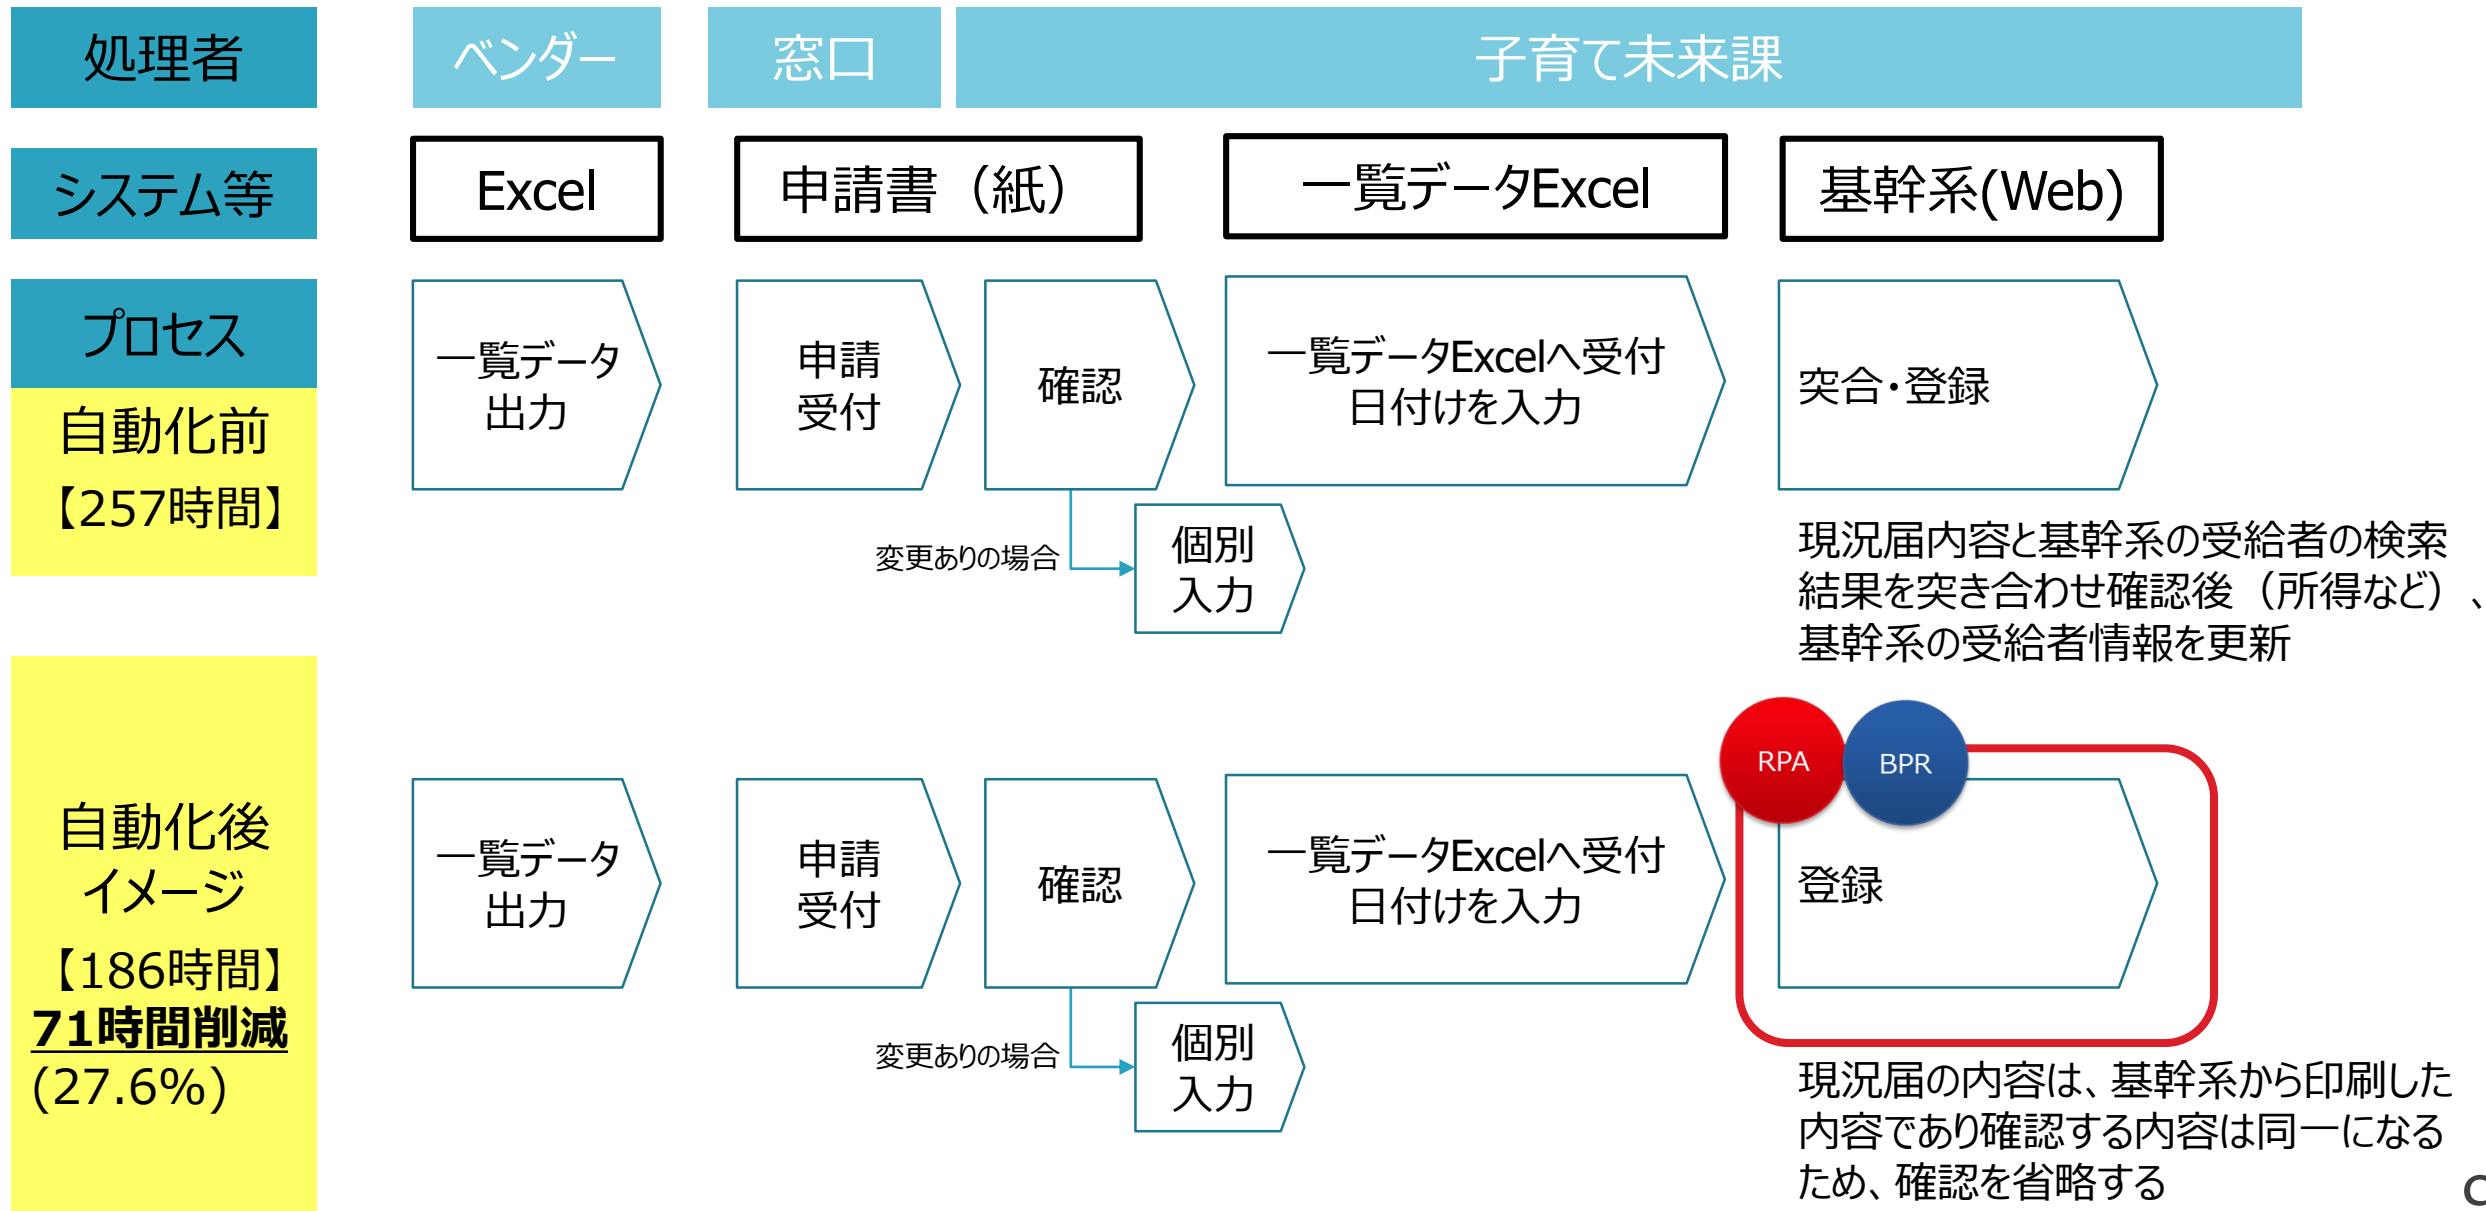 処理者
ベンダー
窓口
子育て未来課
システム等
Excel
申請書（紙）
一覧データExcel
基幹系(Web)
プロセス
自動化前
【257時間】
一覧データ
出力
申請
受付
確認
一覧データExcelへ受付
日付けを入力
突合・登録
変更ありの場合
個別
入力
現況届内容と基幹系の受給者の検索
結果を突き合わせ確認後（所得など）、
基幹系の受給者情報を更新
自動化後
イメージ
【186時間】
71時間削減
(27.6%)
一覧データ
出力
申請
受付
確認
一覧データExcelへ受付
日付けを入力
RPA
BPR
登録
変更ありの場合
個別
入力
現況届の内容は、基幹系から印刷した
内容であり確認する内容は同一になる
ため、確認を省略する